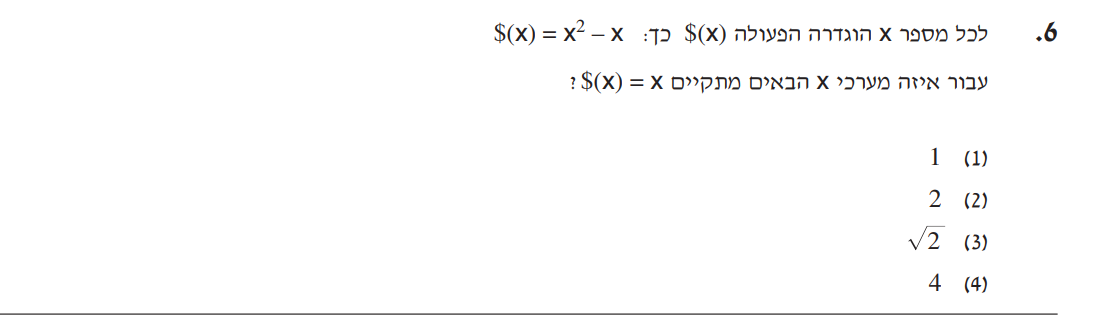 6. לכל מספר x הוגדרה הפעולה $(x) כך: $(x) = x² – x
עבור איזה מערכי x הבאים מתקיים $(x) = x ?
(1) 1
(2) 2
(3) √2
(4) 4